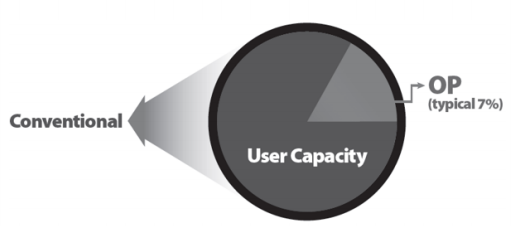 OP
(typical 7%)
Conventional
User Capacity